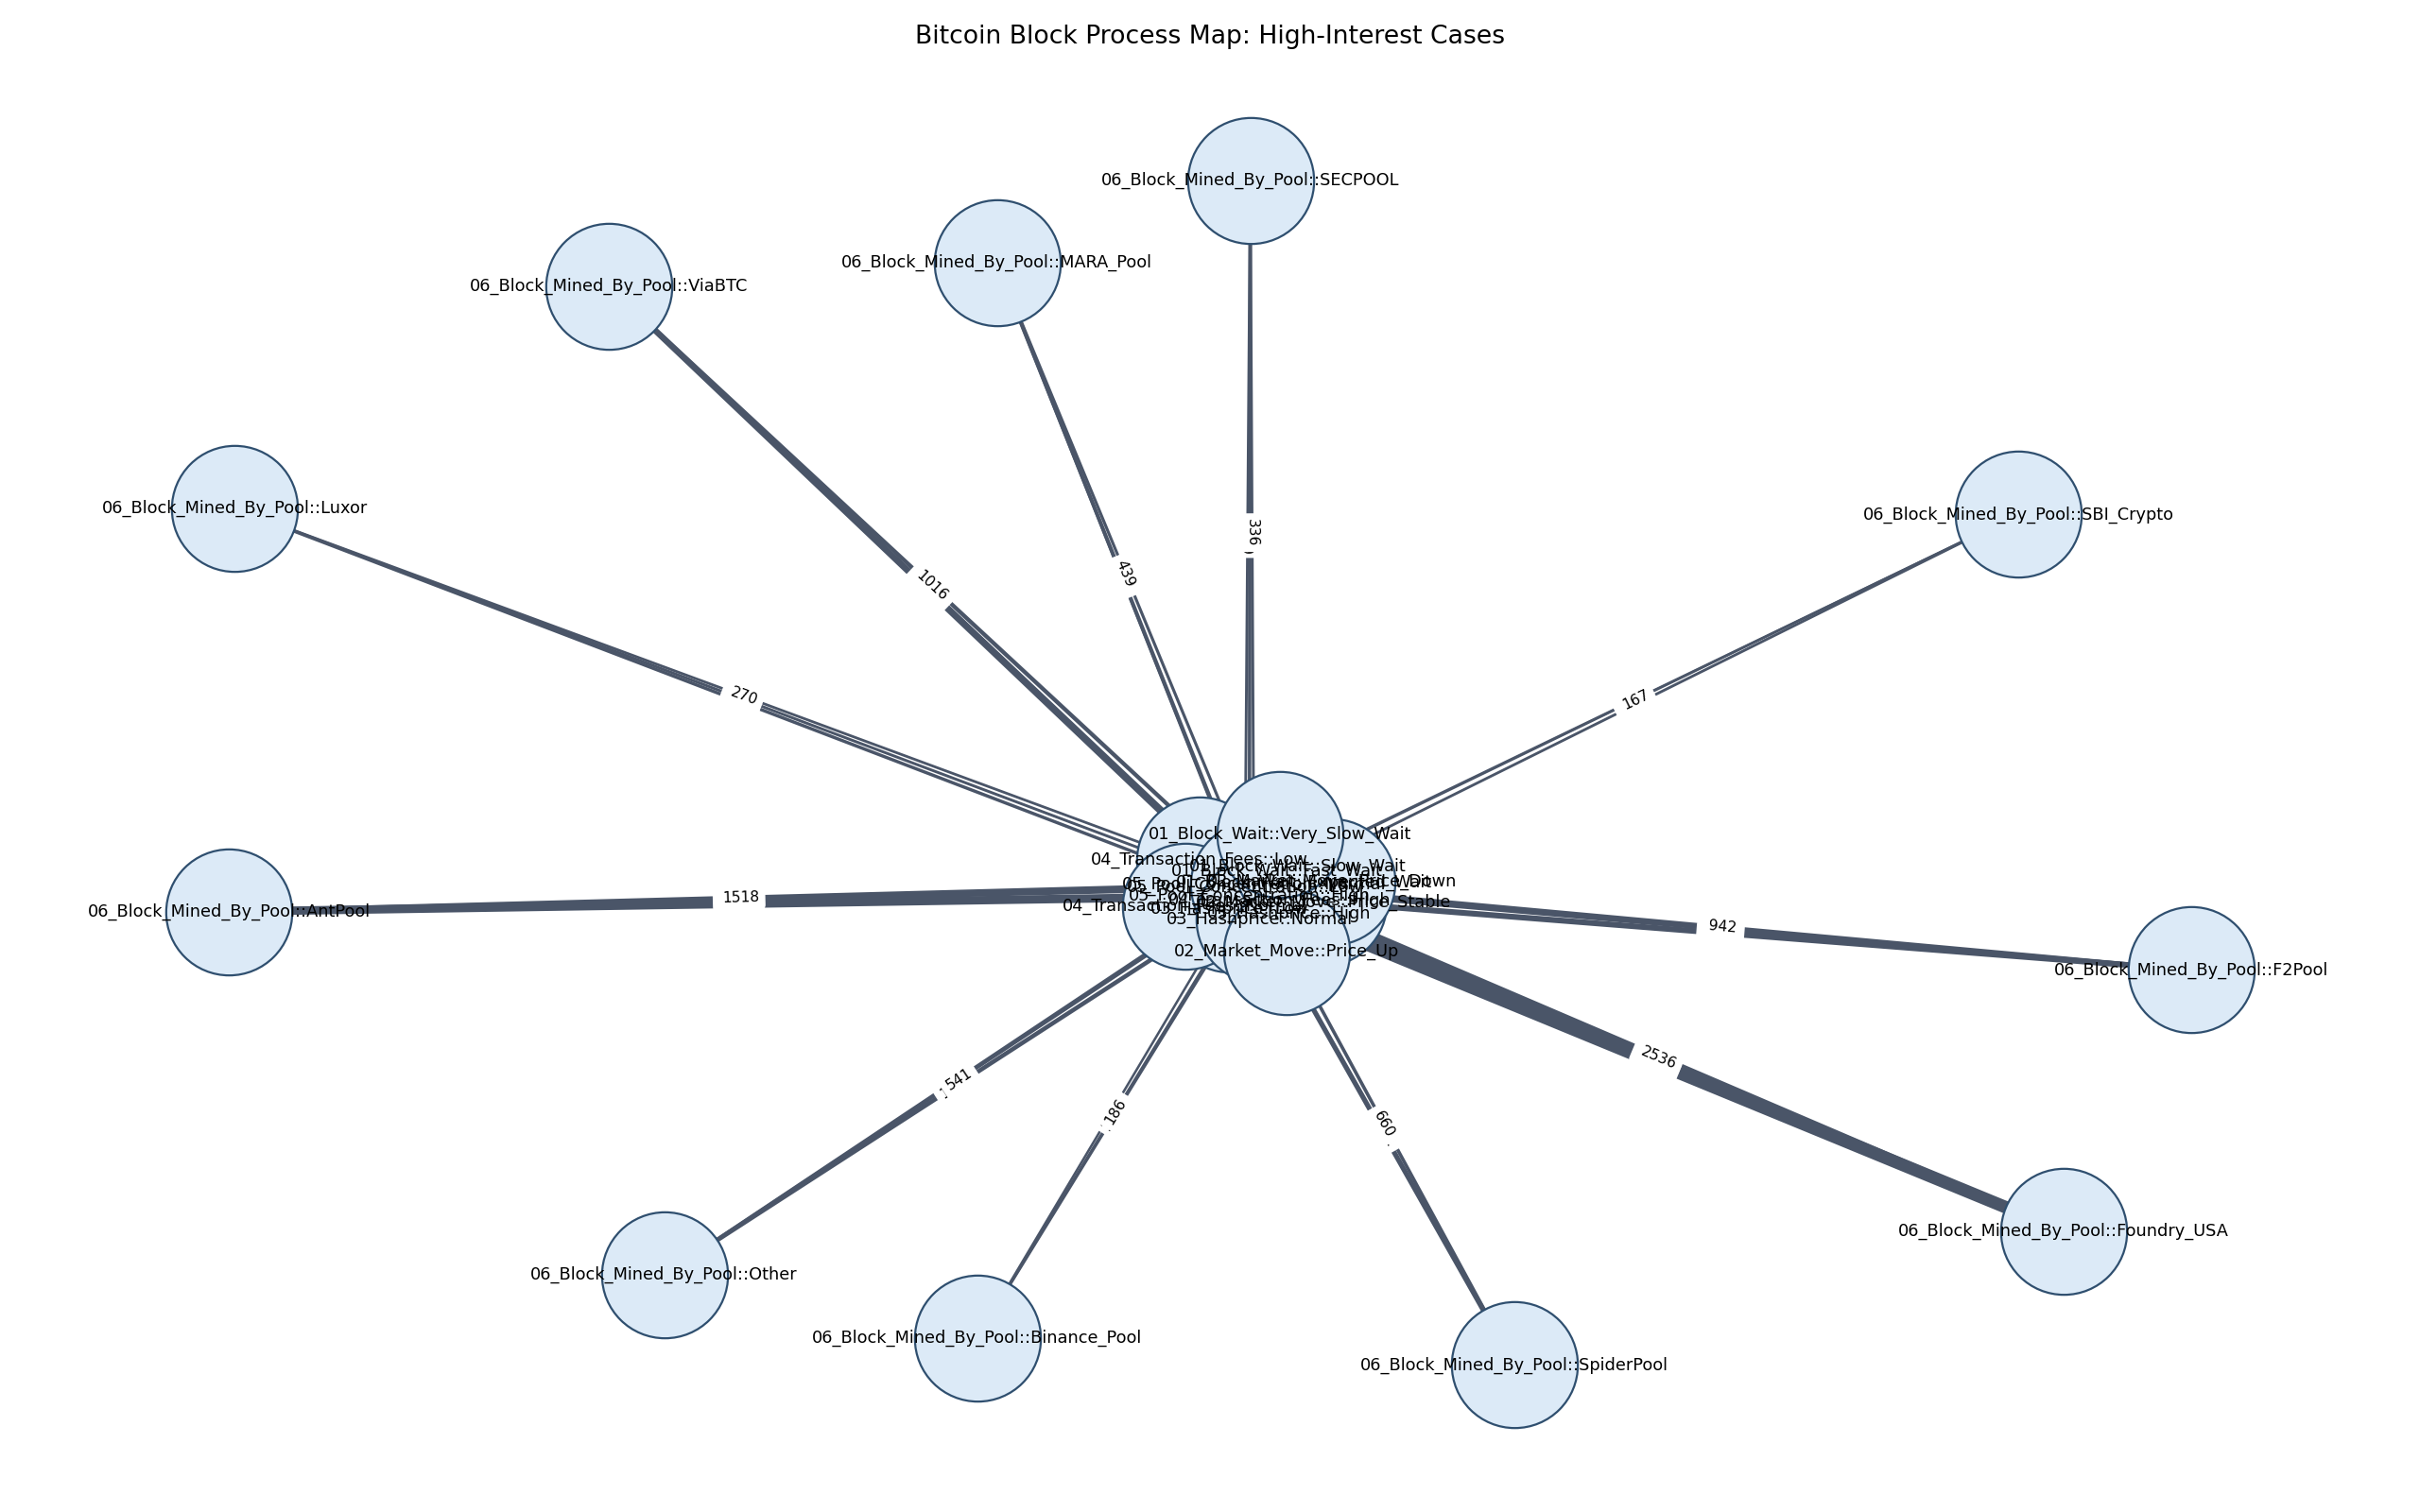 Bitcoin Block Process Map: High-Interest Cases
06_Block_Mined_By_Pool::SECPOOL
06_Block_Mined_By_Pool::MARA_Pool
06_Block_Mined_By_Pool::ViaBTC
06_Block_Mined_By_Pool::Luxor
06_Block_Mined_By_Pool::SBI_Crypto
336
439
1016
270
167
01_Block_Wait::Very_Slow_Wait
04_Transaction_Fees::Low
01_Block_Wait::Slow_Wait
1518
06_Block_Mined_By_Pool::AntPool
03_Hashprice::High
03_Hashprice::Normal
942
02_Market_Move::Price_Up
06_Block_Mined_By_Pool::F2Pool
2536
541
186
660
06_Block_Mined_By_Pool::Foundry_USA
06_Block_Mined_By_Pool::Other
06_Block_Mined_By_Pool::Binance_Pool
06_Block_Mined_By_Pool::SpiderPool